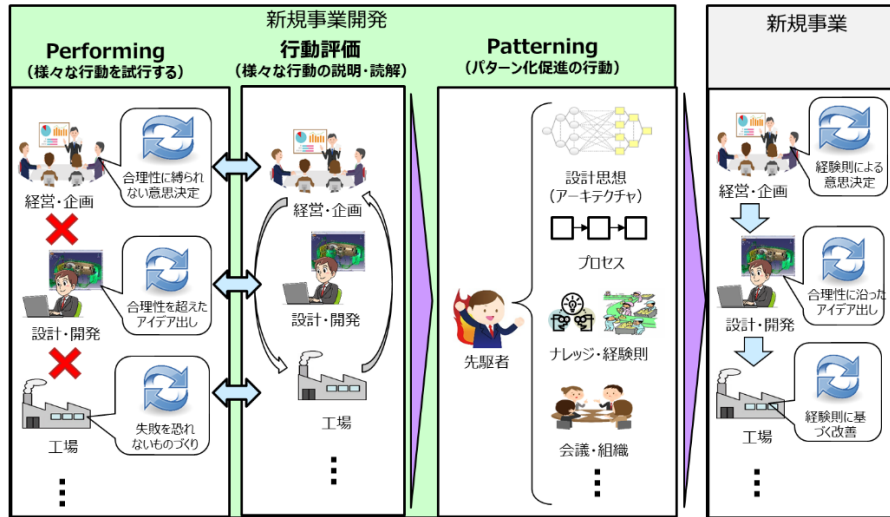 新規事業開発
Performing
(様々な行動を試行する)
経営・企画
合理性に縛られ
ない意思決定
設計・開発
合理性を超えた
アイデア出し
工場
失敗を恐れ
ないものづくり
行動評価
(様々な行動の説明・読解)
経営・企画
設計・開発
工場
Patterning
(パターン化促進の行動)
先駆者
設計思想
(アーキテクチャ)
プロセス
ナレッジ・経験則
会議・組織
新規事業
経営・企画
経験則による
意思決定
設計・開発
合理性に沿った
アイデア出し
工場
経験則に基
づく改善